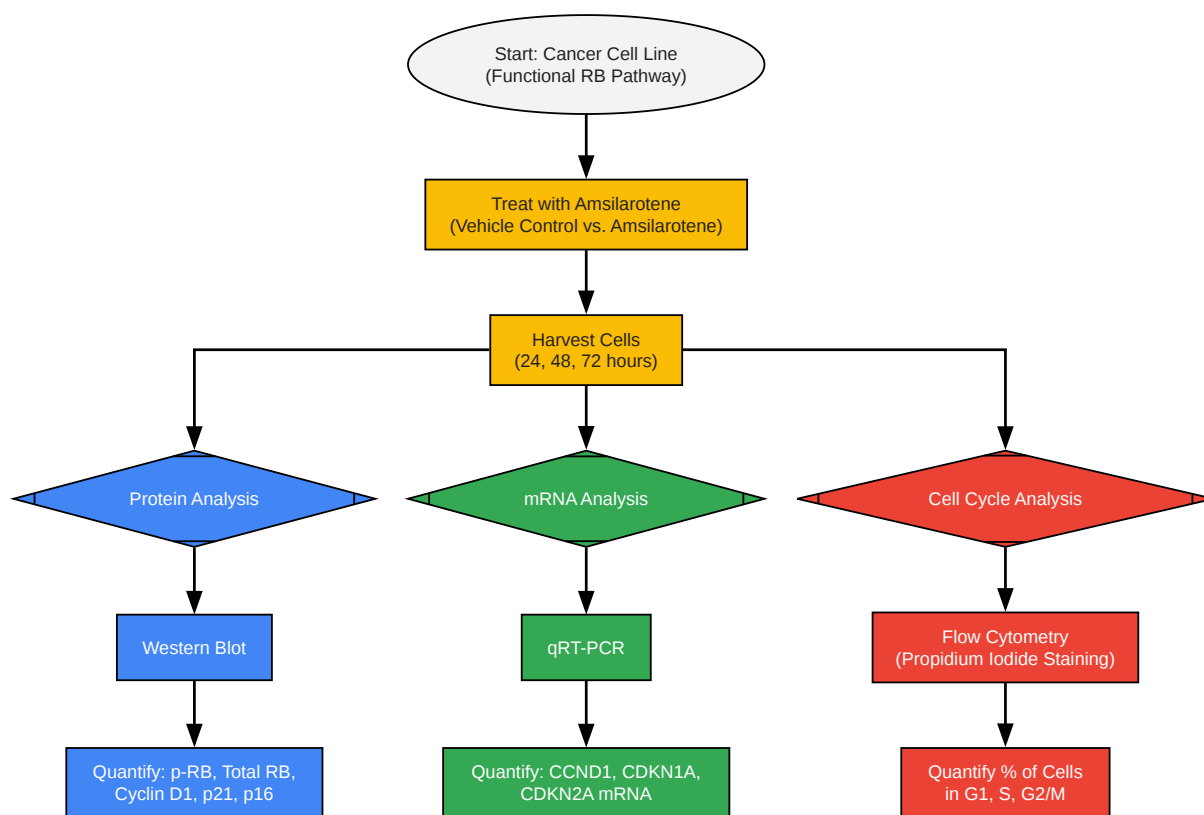 Start: Cancer Cell Line
(Functional RB Pathway)
Treat with Amsilarotene
(Vehicle Control vs. Amsilarotene)
Harvest Cells
(24, 48, 72 hours)
Protein Analysis
mRNA Analysis
Cell Cycle Analysis
Western Blot
qRT-PCR
Flow Cytometry
(Propidium Iodide Staining)
Quantify: p-RB, Total RB,
Cyclin D1, p21, p16
Quantify: CCND1, CDKN1A,
CDKN2A mRNA
Quantify % of Cells
in G1, S, G2/M